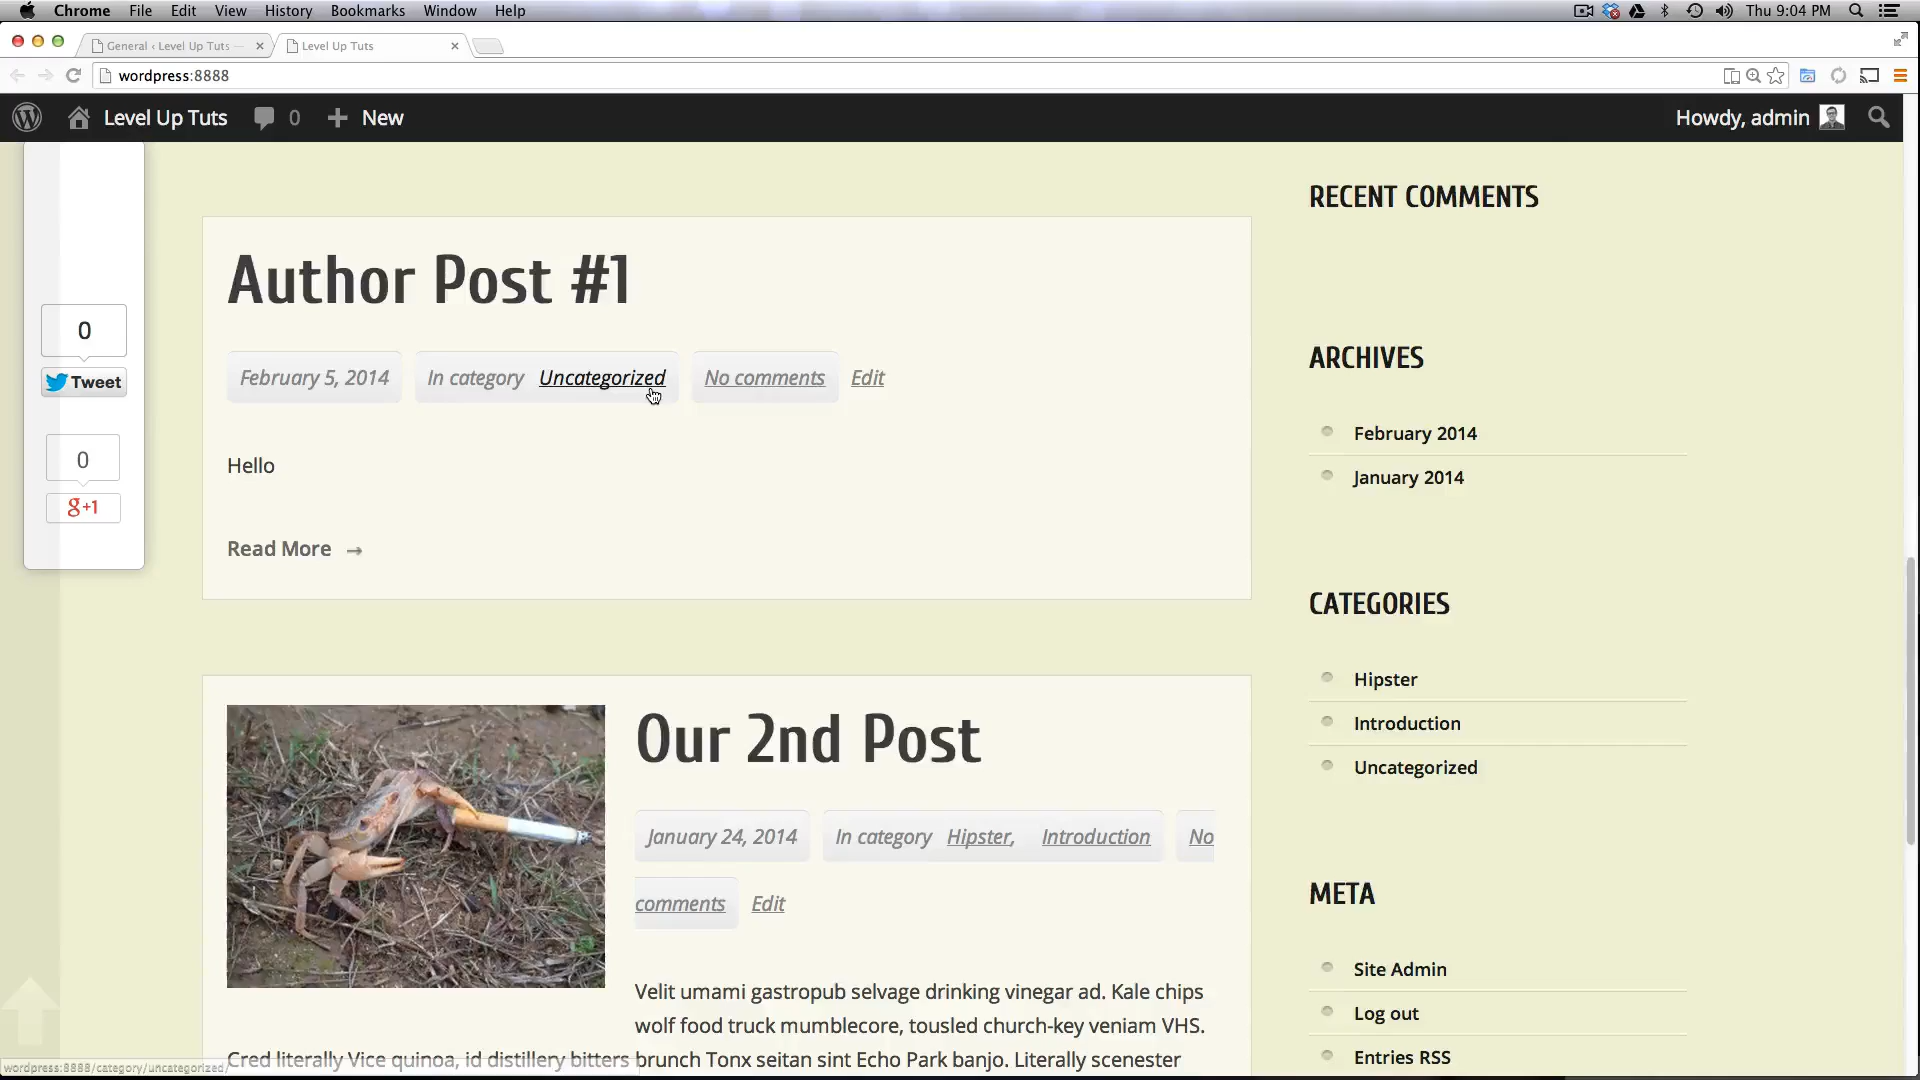 Chrome File Edit View History Bookmarks Window Help Thu 9:04 PM
General ‹ Level Up Tuts — Level Up Tuts
wordpress:8888
Level Up Tuts 0 New Howdy, admin
RECENT COMMENTS
Author Post #1
0
Tweet
0
g+1
February 5, 2014 In category Uncategorized No comments Edit
Hello
Read More →
ARCHIVES
February 2014
January 2014
CATEGORIES
Hipster
Introduction
Uncategorized
Our 2nd Post
January 24, 2014 In category Hipster, Introduction No
comments Edit
Velit umami gastropub selvage drinking vinegar ad. Kale chips
wolf food truck mumblecore, tousled church-key veniam VHS.
Cred literally Vice quinoa, id distillery bitters brunch Tonx seitan sint Echo Park banjo. Literally scenester
META
Site Admin
Log out
Entries RSS
wordpress:8888/category/uncategorized/